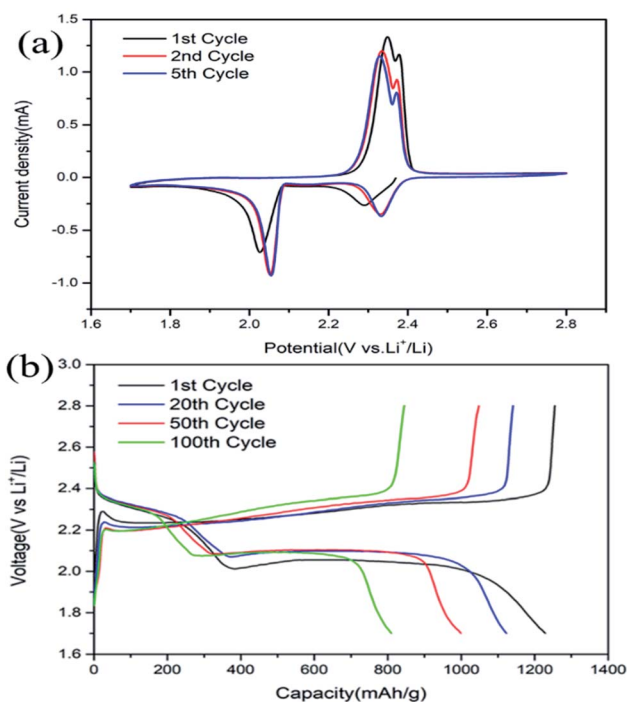 (a)
1st Cycle
2nd Cycle
5th Cycle
Current density(mA)
1.5
1.0
0.5
0.0
-0.5
-1.0
1.6 1.8 2.0 2.2 2.4 2.6 2.8
Potential(V vs.Li⁺/Li)
(b)
1st Cycle
20th Cycle
50th Cycle
100th Cycle
Voltage(V vs Li⁺/Li)
3.0
2.8
2.6
2.4
2.2
2.0
1.8
1.6
0 200 400 600 800 1000 1200 1400
Capacity(mAh/g)